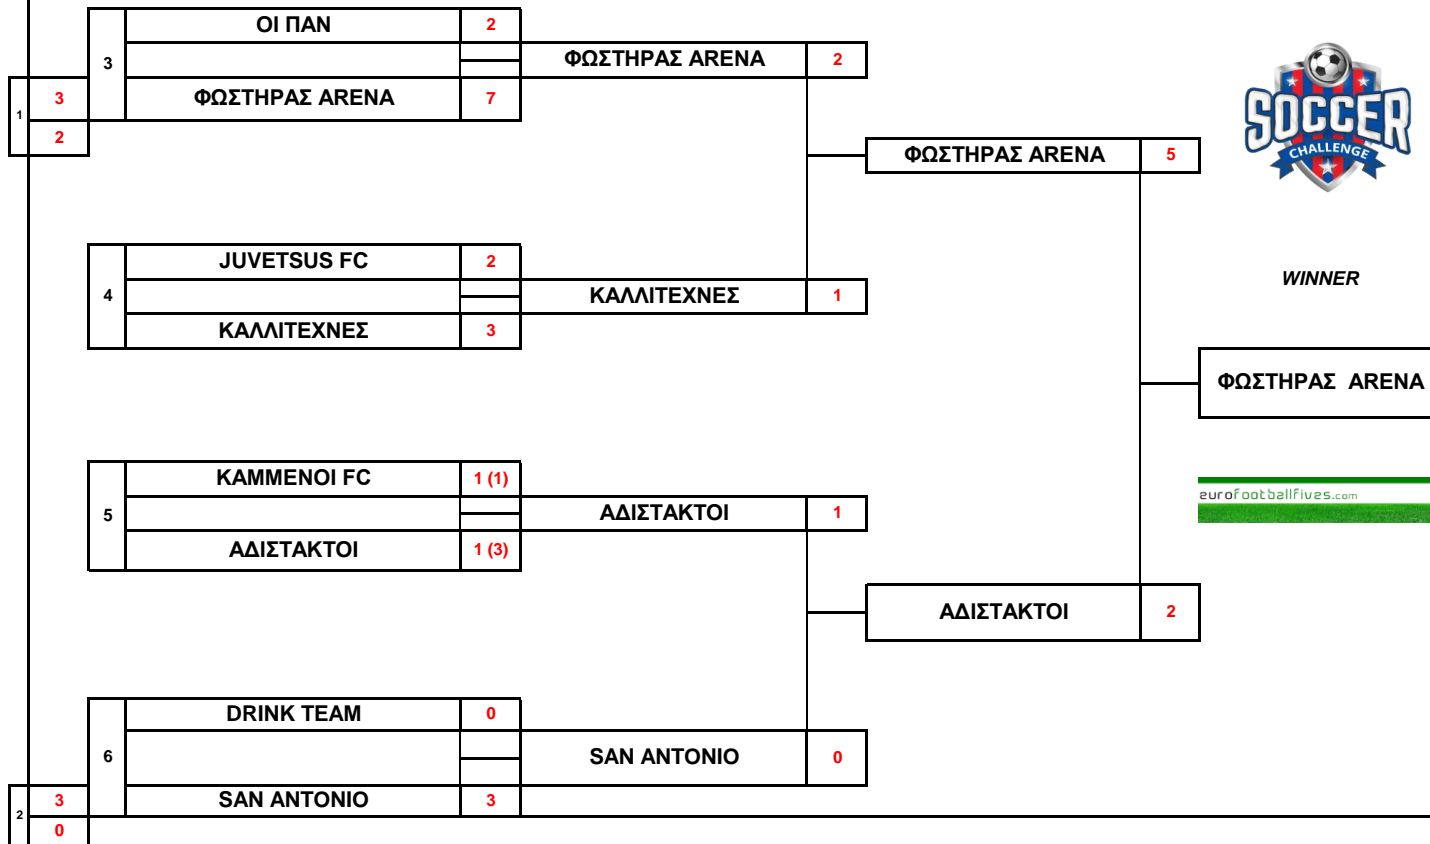 ΟΙ ΠΑΝ 2
3
ΦΩΣΤΗΡΑΣ ARENA 2
3 ΦΩΣΤΗΡΑΣ ARENA 7
1
2
SOCCER
CHALLENGE
ΦΩΣΤΗΡΑΣ ARENA 5
JUVETSUS FC 2
WINNER
4 ΚΑΛΛΙΤΕΧΝΕΣ 1
ΚΑΛΛΙΤΕΧΝΕΣ 3
ΦΩΣΤΗΡΑΣ ARENA
ΚΑΜΜΕΝΟΙ FC 1 (1)
eurofootballfives.com
5 ΑΔΙΣΤΑΚΤΟΙ 1
ΑΔΙΣΤΑΚΤΟΙ 1 (3)
ΑΔΙΣΤΑΚΤΟΙ 2
DRINK TEAM 0
6 SAN ANTONIO 0
3 SAN ANTONIO 3
2
0